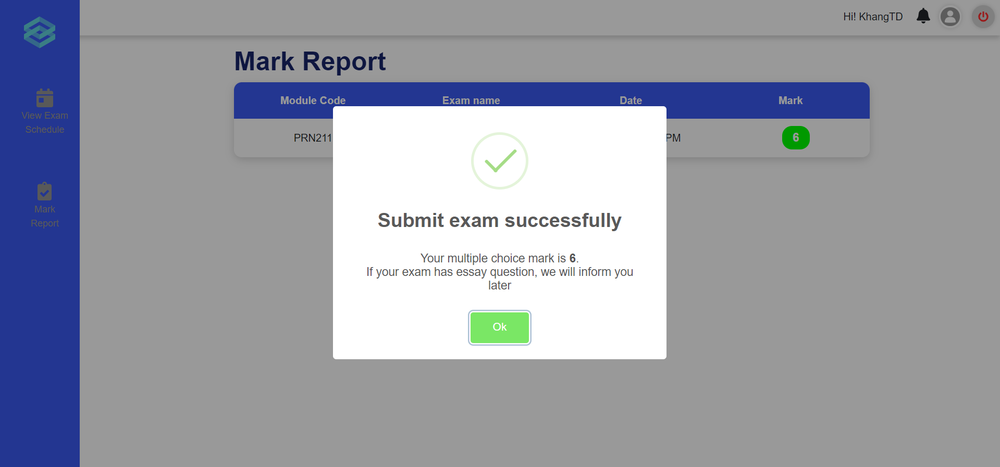 Hi! KhangTD
View Exam
Schedule
Mark
Report
Mark Report
Module Code Exam name Date Mark
PRN211 PM 6
Submit exam successfully
Your multiple choice mark is 6.
If your exam has essay question, we will inform you
later
Ok